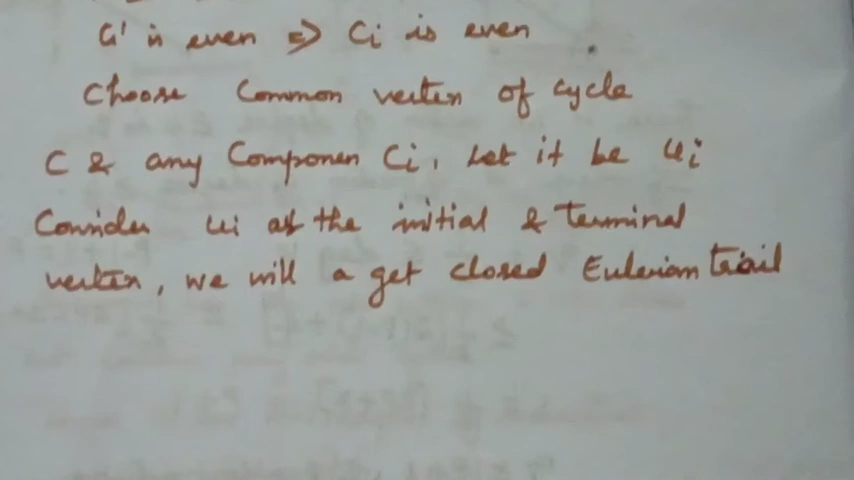 G' is even => Ci is even
Choose Common vertex of cycle
C & any Componen Ci, Let it be ui
Consider ui as the initial & terminal
vertex, we will a get closed Eulerian trail